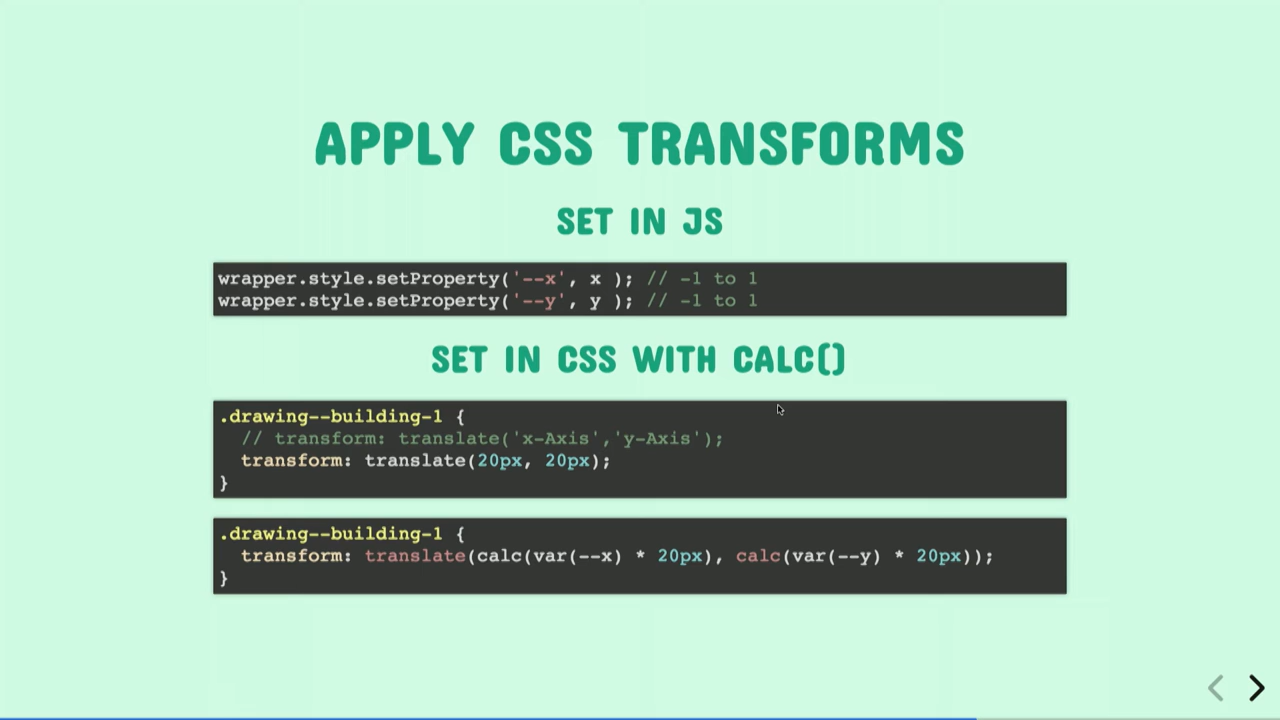 APPLY CSS TRANSFORMS
SET IN JS
wrapper.style.setProperty('--x', x ); // -1 to 1
wrapper.style.setProperty('--y', y ); // -1 to 1
SET IN CSS WITH CALC()
.drawing--building-1 {
  // transform: translate('x-Axis','y-Axis');
  transform: translate(20px, 20px);
}
.drawing--building-1 {
  transform: translate(calc(var(--x) * 20px), calc(var(--y) * 20px));
}